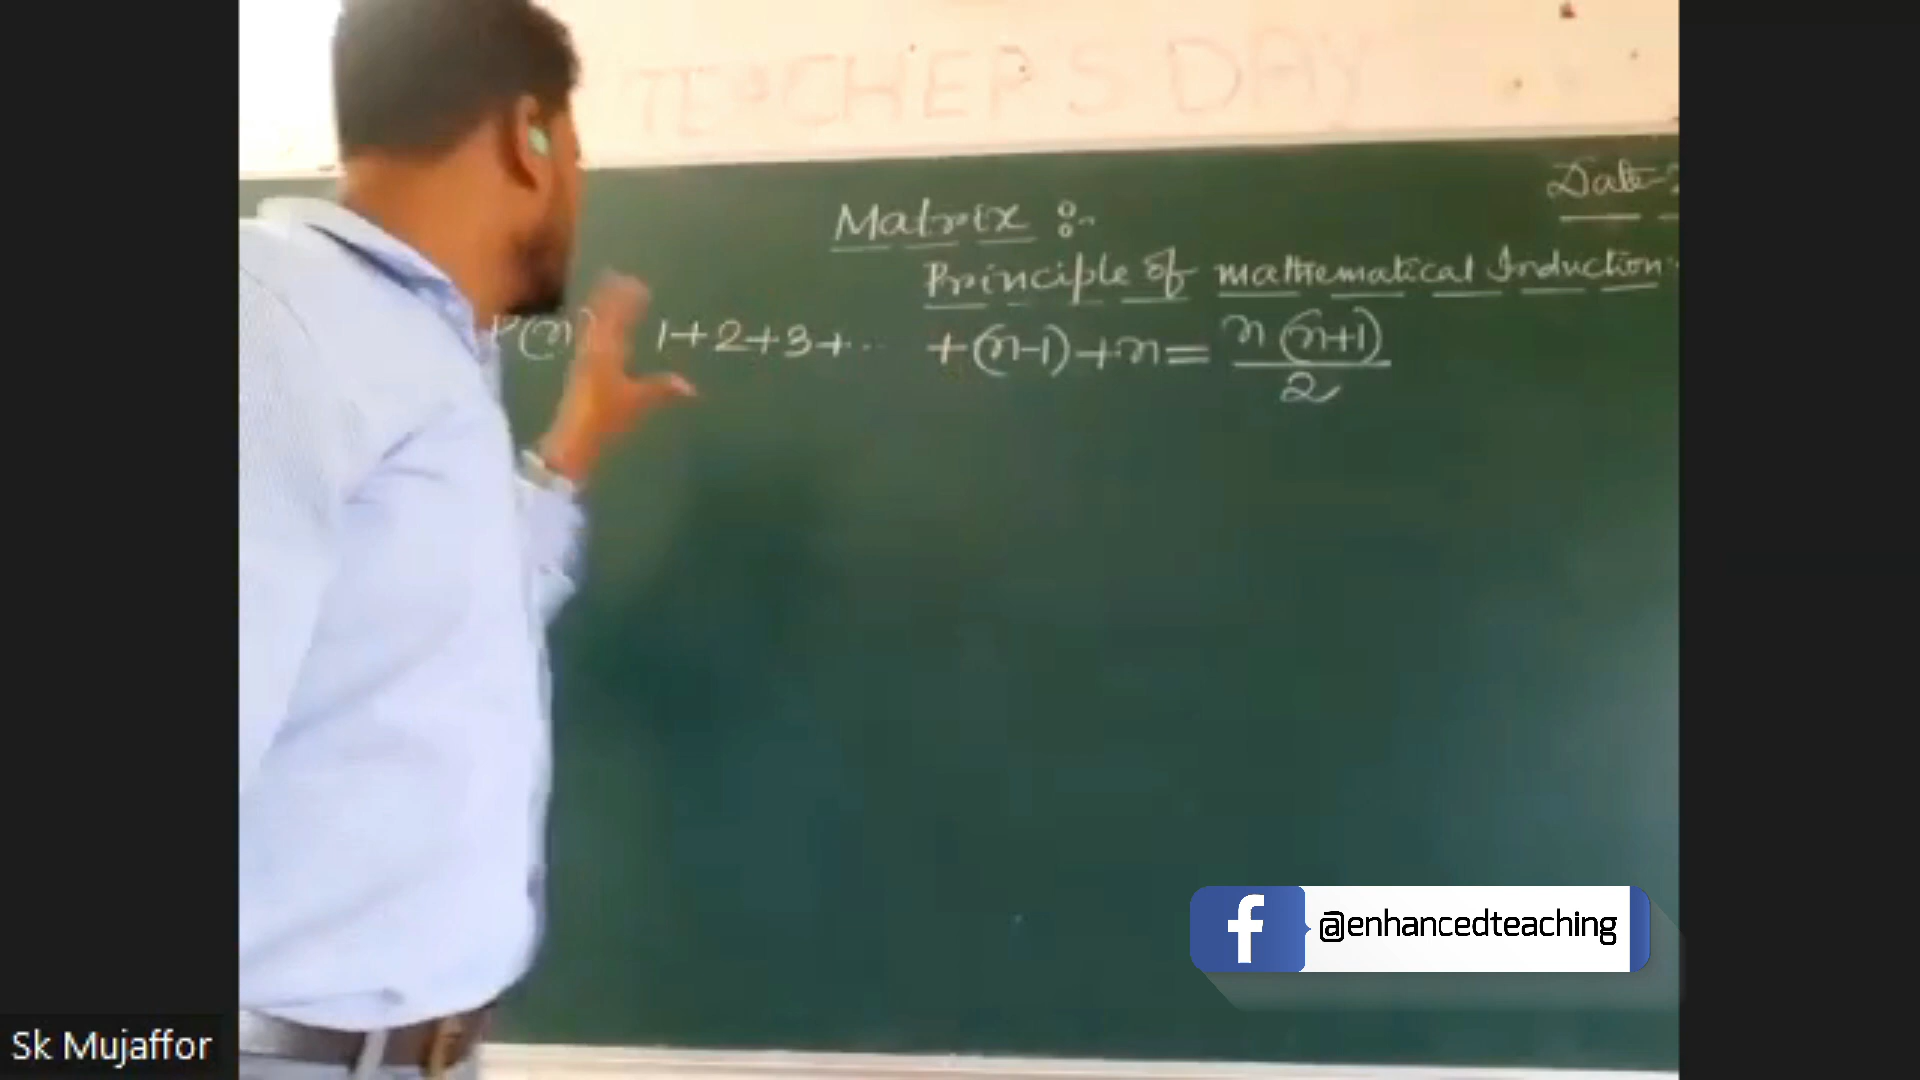 TEACHER'S DAY
Date-
Matrix :-
Principle of mathematical Induction:-
P(n) 1+2+3+... +(n-1)+n= n(n+1)/2
f @enhancedteaching
Sk Mujaffor